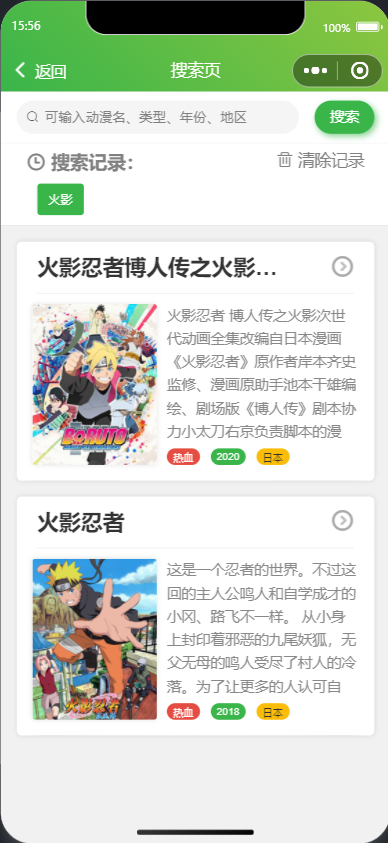 15:56
100%
返回
搜索页
可输入动漫名、类型、年份、地区
搜索
搜索记录:
清除记录
火影
火影忍者博人传之火影...
火影忍者 博人传之火影次世
代动画全集改编自日本漫画
《火影忍者》原作者岸本齐史
监修、漫画原助手池本干雄编
绘、剧场版《博人传》剧本协
力小太刀右京负责脚本的漫
BORUTO
热血
2020
日本
火影忍者
这是一个忍者的世界。不过这
回的主人公鸣人和自学成才的
小冈、路飞不一样。 从小身
上封印着邪恶的九尾妖狐，无
父无母的鸣人受尽了村人的冷
落。为了让更多的人认可自
火影忍者
热血
2018
日本